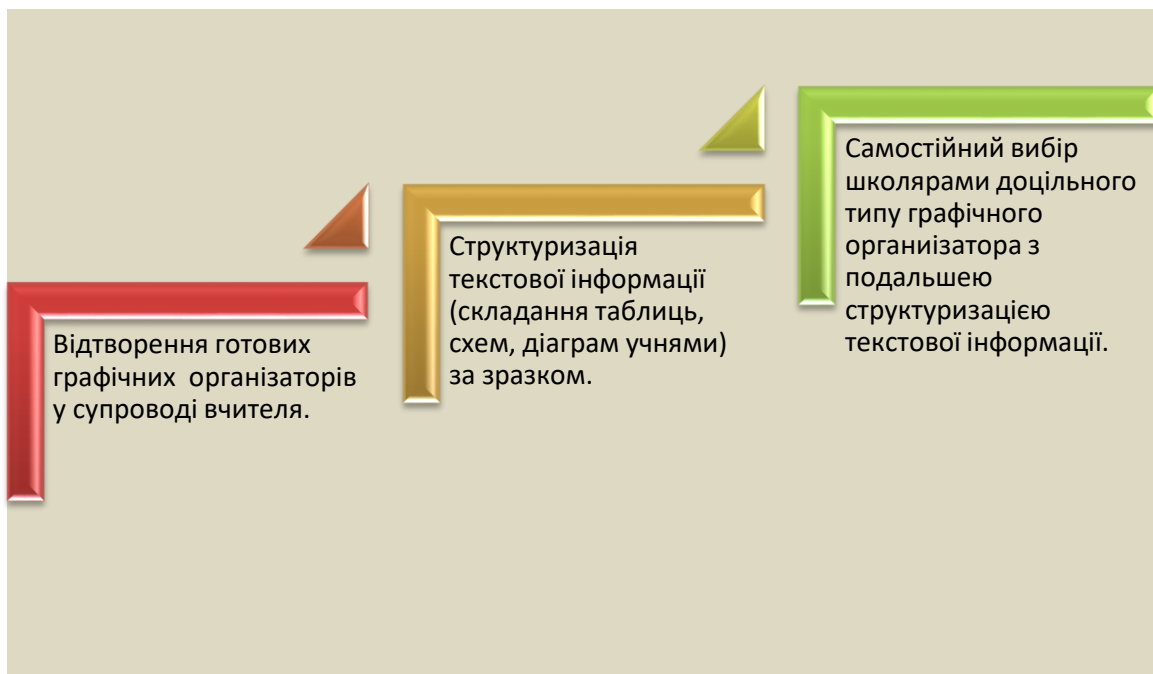 Відтворення готових
графічних  організаторів
у супроводі вчителя.
Структуризація
текстової інформації
(складання таблиць,
схем, діаграм учнями)
за зразком.
Самостійний вибір
школярами доцільного
типу графічного
органиізатора з
подальшею
структуризацією
текстової інформації.